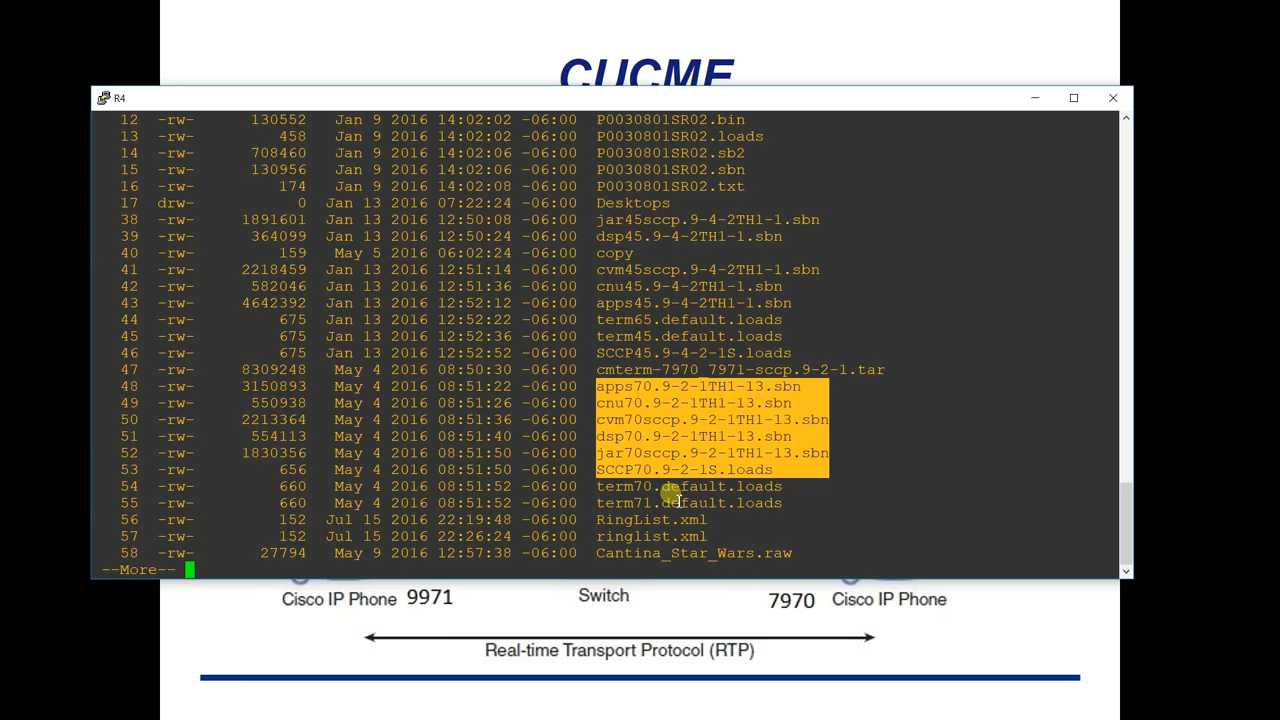 CUCME
R4
12 -rw- 130552 Jan 9 2016 14:02:02 -06:00 P0030801SR02.bin
13 -rw- 458 Jan 9 2016 14:02:02 -06:00 P0030801SR02.loads
14 -rw- 708460 Jan 9 2016 14:02:06 -06:00 P0030801SR02.sb2
15 -rw- 130956 Jan 9 2016 14:02:06 -06:00 P0030801SR02.sbn
16 -rw- 174 Jan 9 2016 14:02:08 -06:00 P0030801SR02.txt
17 drw- 0 Jan 13 2016 07:22:24 -06:00 Desktops
38 -rw- 1891601 Jan 13 2016 12:50:08 -06:00 jar45sccp.9-4-2TH1-1.sbn
39 -rw- 364099 Jan 13 2016 12:50:24 -06:00 dsp45.9-4-2TH1-1.sbn
40 -rw- 159 May 5 2016 06:02:24 -06:00 copy
41 -rw- 2218459 Jan 13 2016 12:51:14 -06:00 cvm45sccp.9-4-2TH1-1.sbn
42 -rw- 582046 Jan 13 2016 12:51:36 -06:00 cnu45.9-4-2TH1-1.sbn
43 -rw- 4642392 Jan 13 2016 12:52:12 -06:00 apps45.9-4-2TH1-1.sbn
44 -rw- 675 Jan 13 2016 12:52:22 -06:00 term65.default.loads
45 -rw- 675 Jan 13 2016 12:52:36 -06:00 term45.default.loads
46 -rw- 675 Jan 13 2016 12:52:52 -06:00 SCCP45.9-4-2-1S.loads
47 -rw- 8309248 May 4 2016 08:50:30 -06:00 cmterm-7970_7971-sccp.9-2-1.tar
48 -rw- 3150893 May 4 2016 08:51:22 -06:00 apps70.9-2-1TH1-13.sbn
49 -rw- 550938 May 4 2016 08:51:26 -06:00 cnu70.9-2-1TH1-13.sbn
50 -rw- 2213364 May 4 2016 08:51:36 -06:00 cvm70sccp.9-2-1TH1-13.sbn
51 -rw- 554113 May 4 2016 08:51:40 -06:00 dsp70.9-2-1TH1-13.sbn
52 -rw- 1830356 May 4 2016 08:51:50 -06:00 jar70sccp.9-2-1TH1-13.sbn
53 -rw- 656 May 4 2016 08:51:50 -06:00 SCCP70.9-2-1S.loads
54 -rw- 660 May 4 2016 08:51:52 -06:00 term70.default.loads
55 -rw- 660 May 4 2016 08:51:52 -06:00 term71.default.loads
56 -rw- 152 Jul 15 2016 22:19:48 -06:00 RingList.xml
57 -rw- 152 Jul 15 2016 22:26:24 -06:00 ringlist.xml
58 -rw- 27794 May 9 2016 12:57:38 -06:00 Cantina_Star_Wars.raw
--More--
Cisco IP Phone 9971 Switch 7970 Cisco IP Phone
Real-time Transport Protocol (RTP)